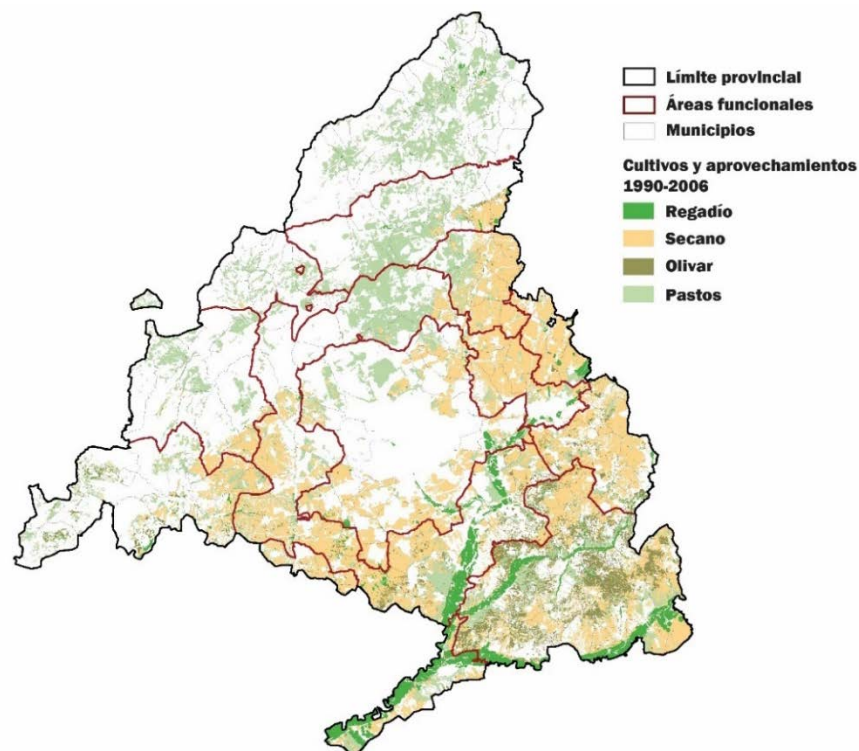 Límite provincial
Áreas funcionales
Municipios
Cultivos y aprovechamientos
1990-2006
Regadío
Secano
Olivar
Pastos